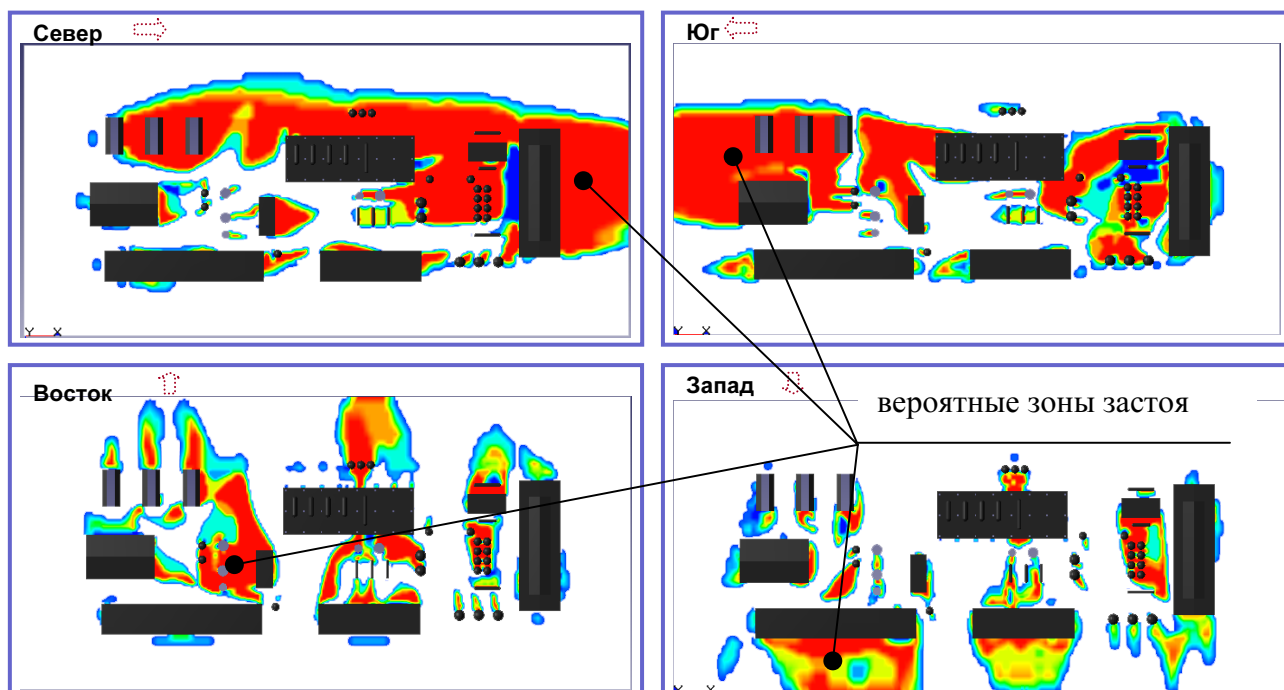 Север
Юг
Y X
Y X
Восток
Запад
вероятные зоны застоя
Y X